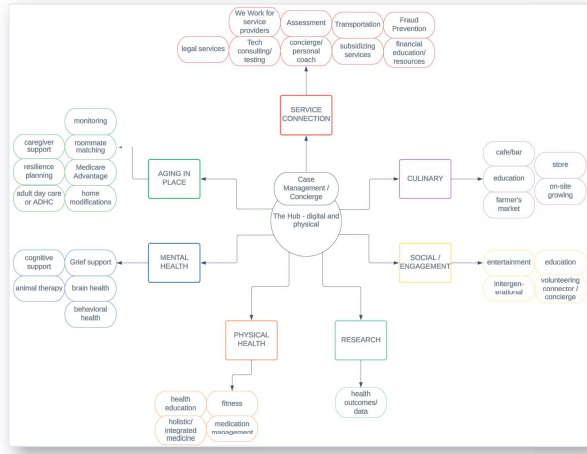 We Work for
service
providers
Assessment
Transportation
Fraud
Prevention
legal services
Tech
consulting/
testing
concierge/
personal
coach
subsidizing
services
financial
education/
resources
SERVICE
CONNECTION
monitoring
caregiver
support
roommate
matching
resilience
planning
Medicare
Advantage
adult day care
or ADHC
home
modifications
AGING IN
PLACE
Case
Management /
Concierge
The Hub - digital and
physical
CULINARY
cafe/bar
store
education
on-site
growing
farmer's
market
cognitive
support
Grief support
animal therapy
brain health
behavioral
health
MENTAL
HEALTH
SOCIAL /
ENGAGEMENT
entertainment
education
initergen-
erational
volunteering
connector /
concierge
PHYSICAL
HEALTH
RESEARCH
health
education
fitness
holistic/
integrated
medicine
medication
management
health
outcomes/
data